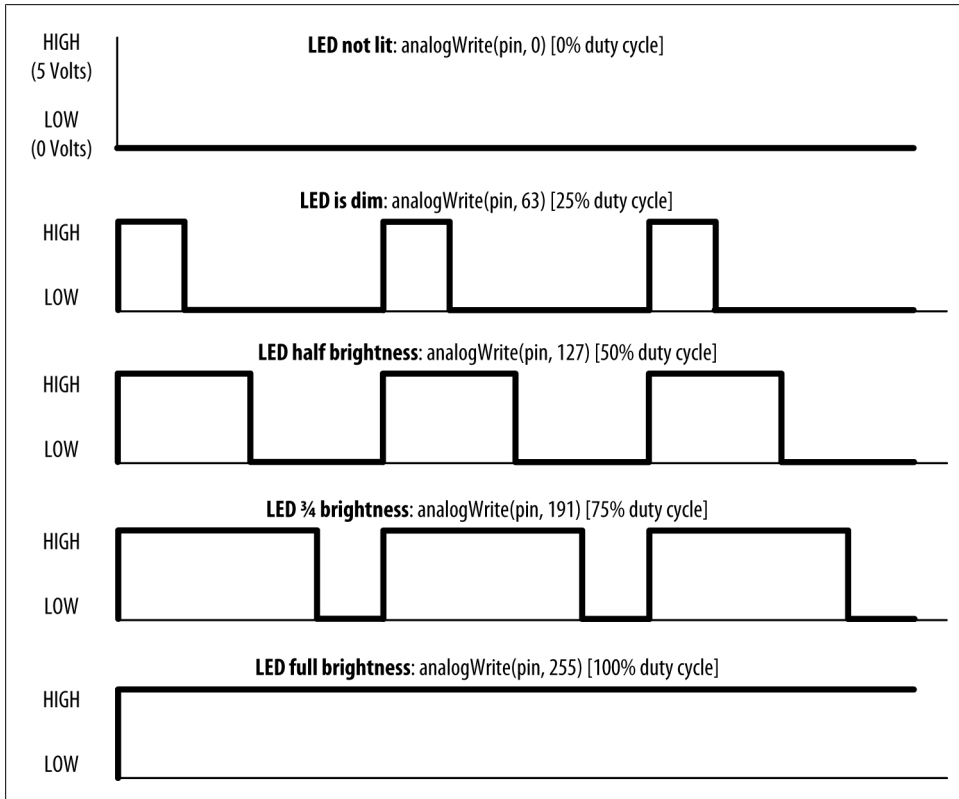 HIGH
(5 Volts)
LED not lit: analogWrite(pin, 0) [0% duty cycle]
LOW
(0 Volts)
LED is dim: analogWrite(pin, 63) [25% duty cycle]
HIGH
LOW
LED half brightness: analogWrite(pin, 127) [50% duty cycle]
HIGH
LOW
LED ¾ brightness: analogWrite(pin, 191) [75% duty cycle]
HIGH
LOW
LED full brightness: analogWrite(pin, 255) [100% duty cycle]
HIGH
LOW